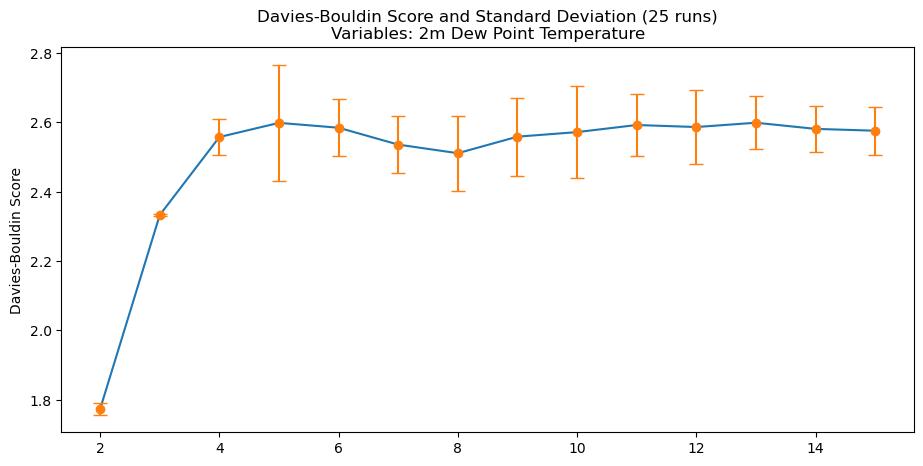 Davies-Bouldin Score and Standard Deviation (25 runs)
Variables: 2m Dew Point Temperature
Davies-Bouldin Score
2.8
2.6
2.4
2.2
2.0
1.8
2 4 6 8 10 12 14